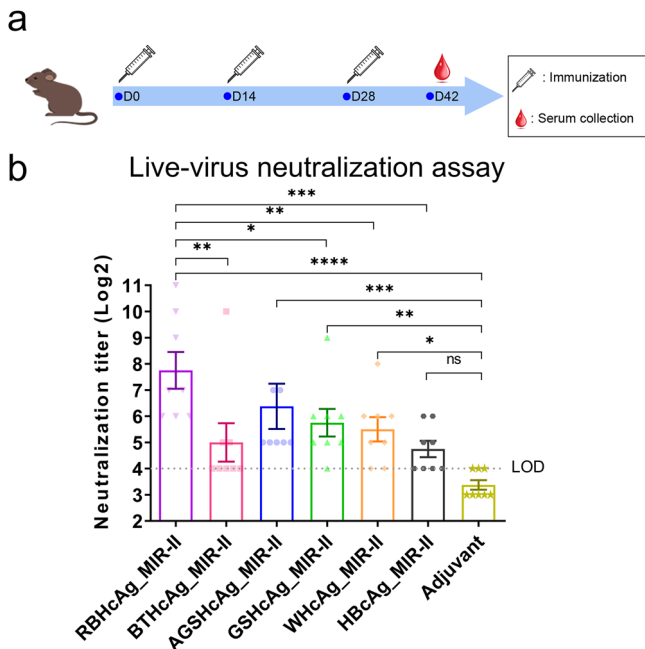 a
D0
D14
D28
D42
: Immunization
: Serum collection
b
Live-virus neutralization assay
***
**
*
**
****
***
**
*
ns
Neutralization titer (Log2)
11
10
9
8
7
6
5
4
3
2
LOD
RBHcAg_MIR-II
BTHcAg_MIR-II
AGSHcAg_MIR-II
GSHcAg_MIR-II
WHcAg_MIR-II
HBcAg_MIR-II
Adjuvant